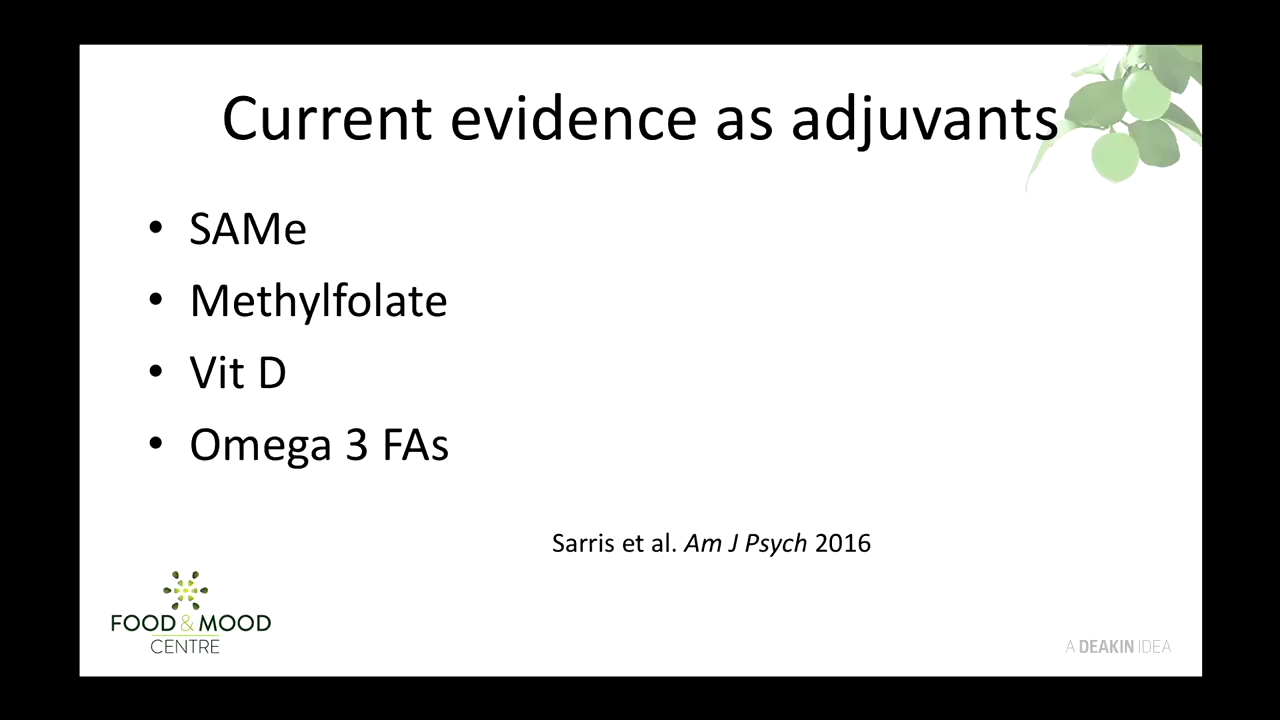 Current evidence as adjuvants
• SAMe
• Methylfolate
• Vit D
• Omega 3 FAs
Sarris et al. Am J Psych 2016
FOOD & MOOD
CENTRE
A DEAKIN IDEA